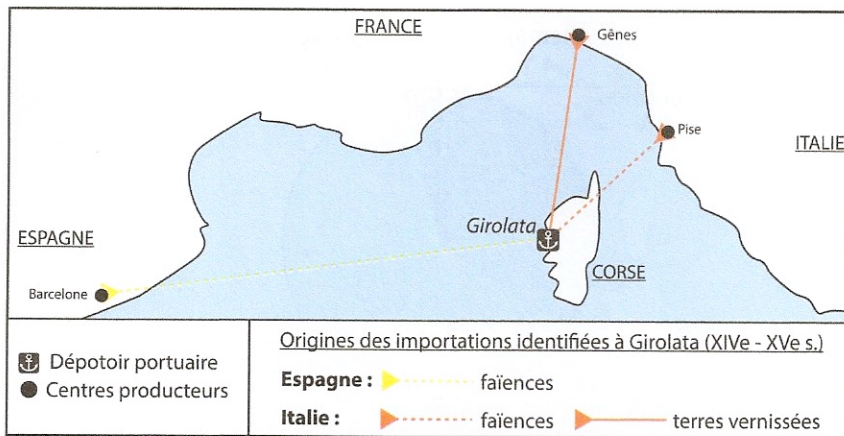 FRANCE
Gênes
Pise
ITALIE
Girolata
ESPAGNE
CORSE
Barcelone
Dépotoir portuaire
Centres producteurs
Origines des importations identifiées à Girolata (XIVe - XVe s.)
Espagne : faïences
Italie : faïences terres vernissées